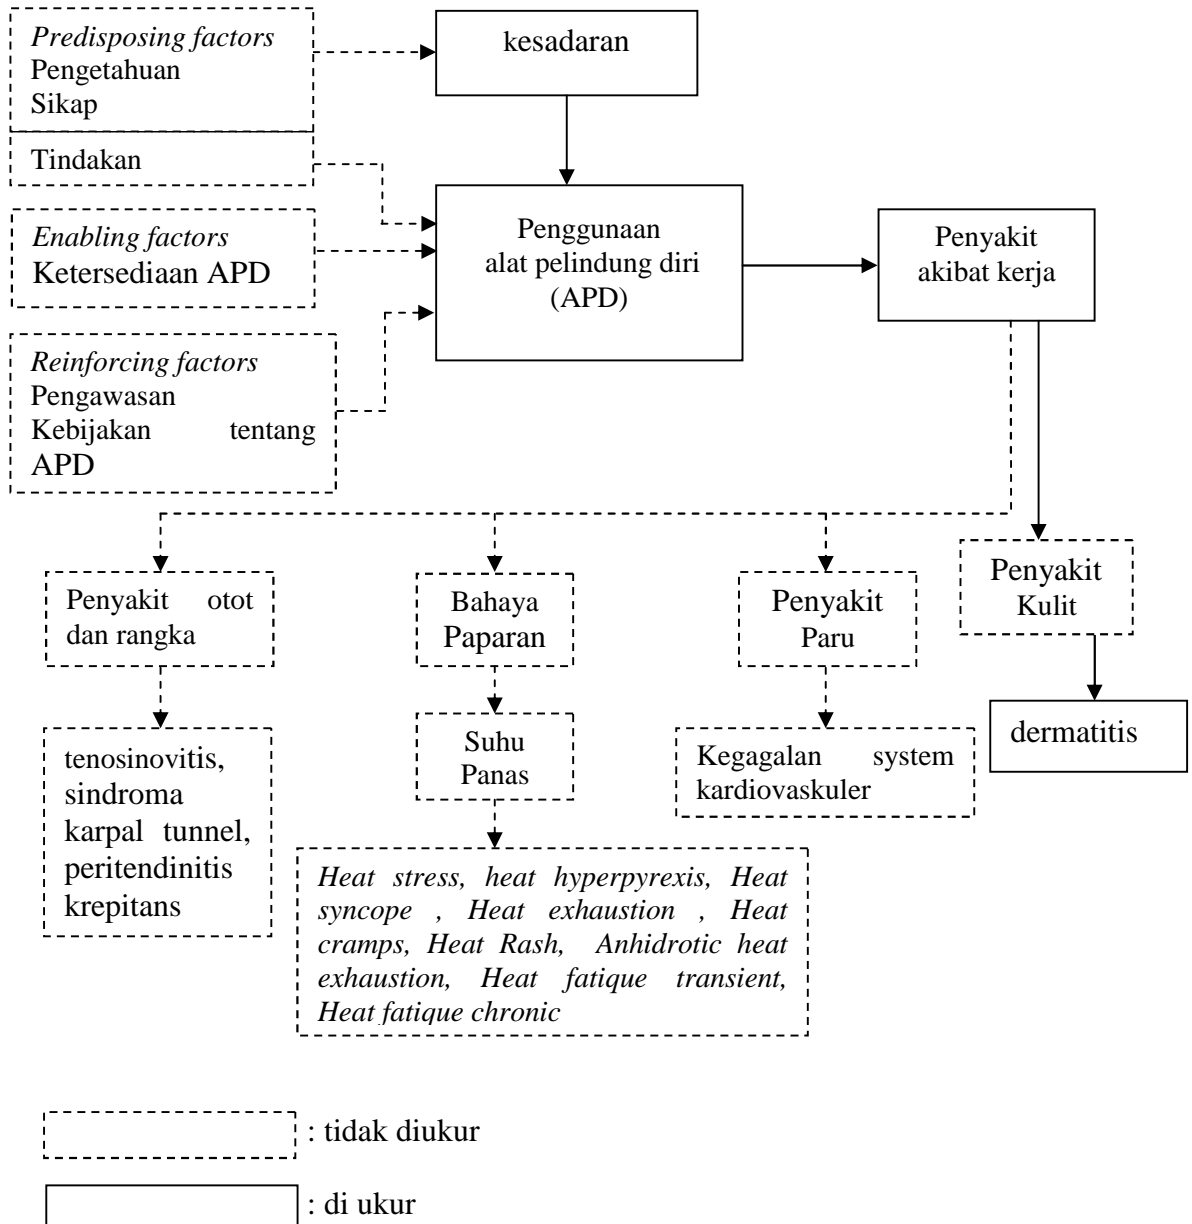 Predisposing factors
Pengetahuan
Sikap
Tindakan
kesadaran
Enabling factors
Ketersediaan APD
Penggunaan
alat pelindung diri
(APD)
Penyakit
akibat kerja
Reinforcing factors
Pengawasan
Kebijakan tentang
APD
Penyakit otot
dan rangka
Bahaya
Paparan
Penyakit
Paru
Penyakit
Kulit
tenosinovitis,
sindroma
karpal tunnel,
peritendinitis
krepitans
Suhu
Panas
Kegagalan system
kardiovaskuler
dermatitis
Heat stress, heat hyperpyrexis, Heat
syncope , Heat exhaustion , Heat
cramps, Heat Rash, Anhidrotic heat
exhaustion, Heat fatique transient,
Heat fatique chronic
: tidak diukur
: di ukur